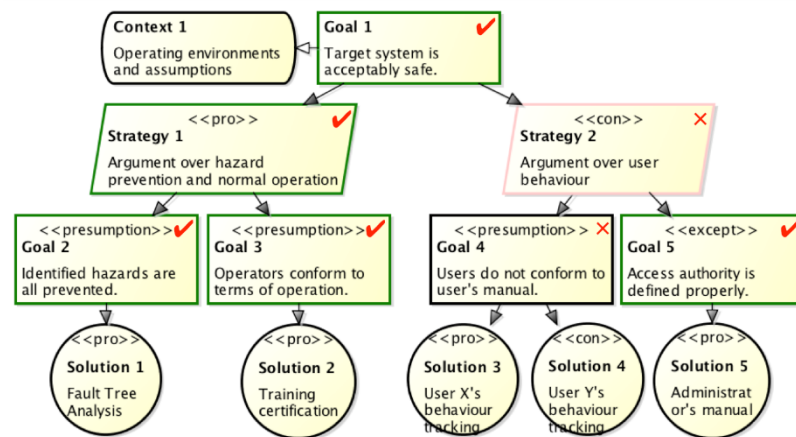 Context 1
Operating environments
and assumptions
Goal 1
Target system is
acceptably safe.
<<pro>>
Strategy 1
Argument over hazard
prevention and normal operation
<<con>>
Strategy 2
Argument over user
behaviour
<<presumption>>
Goal 2
Identified hazards are
all prevented.
<<presumption>>
Goal 3
Operators conform to
terms of operation.
<<presumption>>
Goal 4
Users do not conform to
user's manual.
<<except>>
Goal 5
Access authority is
defined properly.
<<pro>>
Solution 1
Fault Tree
Analysis
<<pro>>
Solution 2
Training
certification
<<pro>>
Solution 3
User X's
behaviour
tracking
<<con>>
Solution 4
User Y's
behaviour
tracking
<<pro>>
Solution 5
Administrat
or's manual